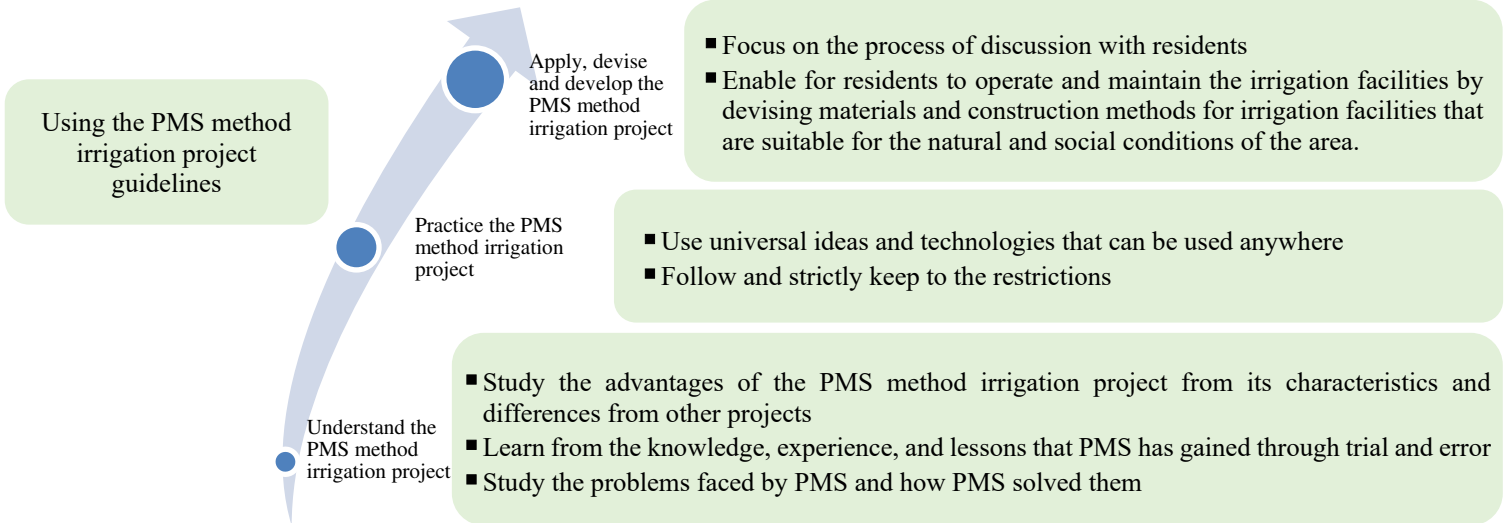 Using the PMS method
irrigation project
guidelines
Apply, devise
and develop the
PMS method
irrigation project
▪ Focus on the process of discussion with residents
▪ Enable for residents to operate and maintain the irrigation facilities by
devising materials and construction methods for irrigation facilities that
are suitable for the natural and social conditions of the area.
Practice the PMS
method irrigation
project
▪ Use universal ideas and technologies that can be used anywhere
▪ Follow and strictly keep to the restrictions
Understand the
PMS method
irrigation project
▪ Study the advantages of the PMS method irrigation project from its characteristics and
differences from other projects
▪ Learn from the knowledge, experience, and lessons that PMS has gained through trial and error
▪ Study the problems faced by PMS and how PMS solved them